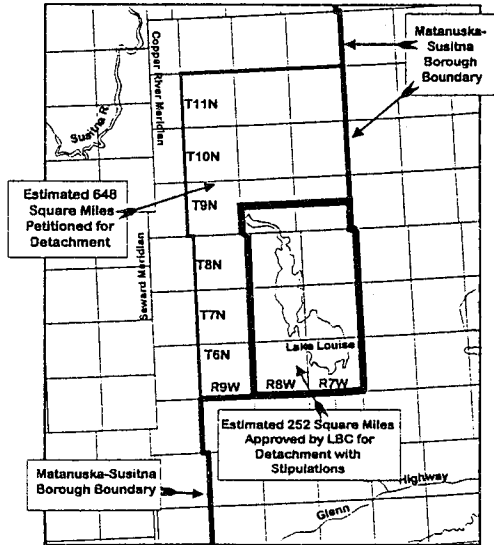 Matanuska-
Susitna
Borough
Boundary
Copper River Meridian
Susitna R.
T11N
T10N
T9N
Estimated 648
Square Miles
Petitioned for
Detachment
Seward Meridian
T8N
T7N
T6N
R9W
R8W
R7W
Lake Louise
Estimated 252 Square Miles
Approved by LBC for
Detachment with
Stipulations
Matanuska-Susitna
Borough Boundary
Glenn
Highway